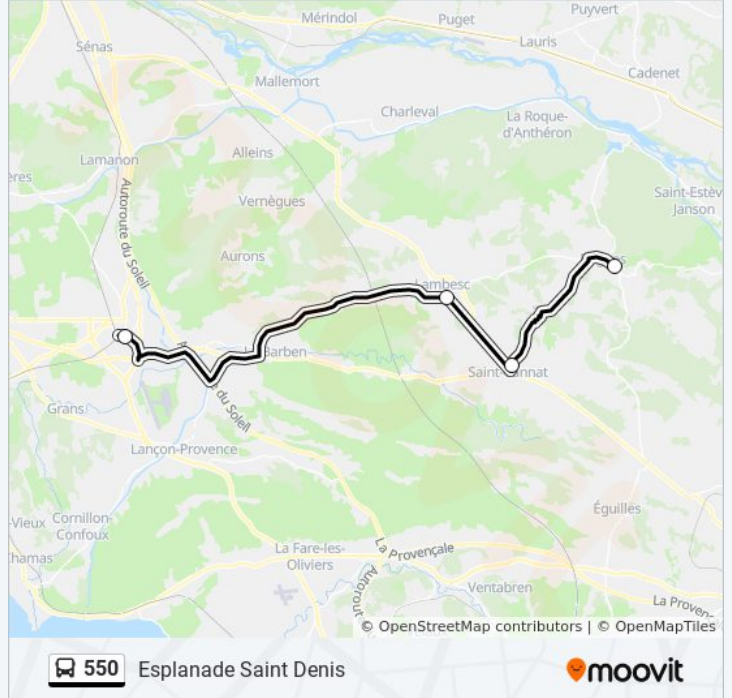 Mérindol
Puget
Puyvert
Lauris
Sénas
Cadenet
Mallemort
Charleval
La Roque-
d'Anthéron
Lamanon
Alleins
ères
Saint-Estèv
Janson
Vernègues
Autoroute du Soleil
Aurons
Lambesc
Barben
Saint-Cannat
du Soleil
Grans
Lançon-Provence
Éguilles
-Vieux
Cornillon-
Confoux
hamas
La Fare-les-
Oliviers
La Provençale
Autorout
Ventabren
La Proven
© OpenStreetMap contributors | © OpenMapTiles
550 Esplanade Saint Denis
moovit